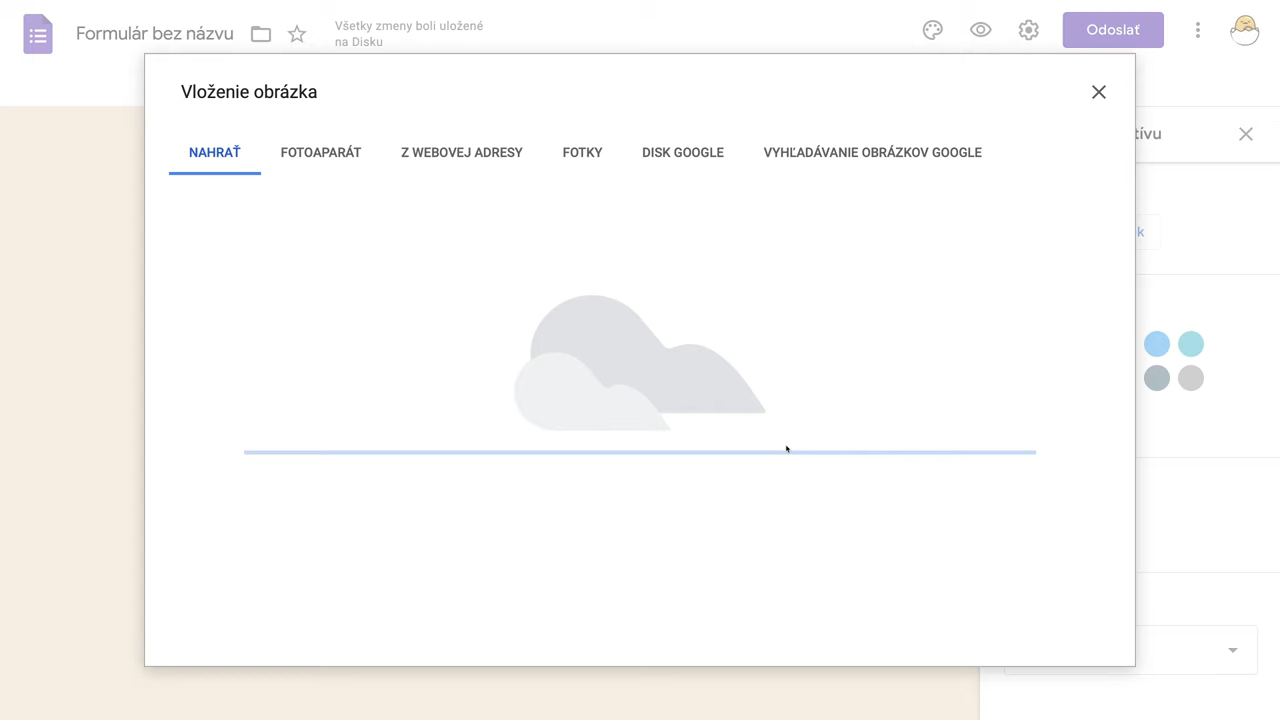 Formulár bez názvu
Všetky zmeny boli uložené
na Disku
Odoslať
Vloženie obrázka
NAHRAŤ
FOTOAPARÁT
Z WEBOVEJ ADRESY
FOTKY
DISK GOOGLE
VYHĽADÁVANIE OBRÁZKOV GOOGLE